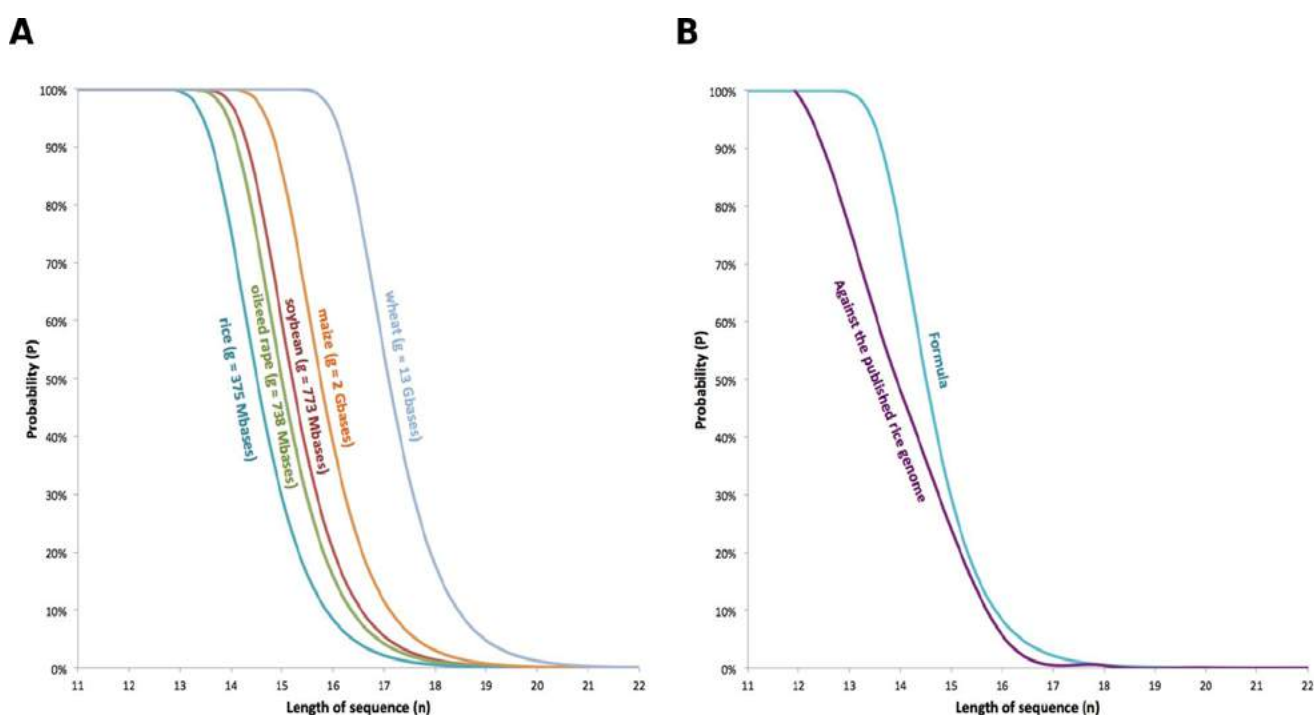 A
100%
90%
80%
70%
60%
50%
40%
30%
20%
10%
0%
Probability (P)
11 12 13 14 15 16 17 18 19 20 21 22
Length of sequence (n)
rice (g = 375 Mbases)
oilseed rape (g = 738 Mbases)
soybean (g = 773 Mbases)
maize (g = 2 Gbases)
wheat (g = 13 Gbases)
B
100%
90%
80%
70%
60%
50%
40%
30%
20%
10%
0%
Probability (P)
11 12 13 14 15 16 17 18 19 20 21 22
Length of sequence (n)
Against the published rice genome
Formula